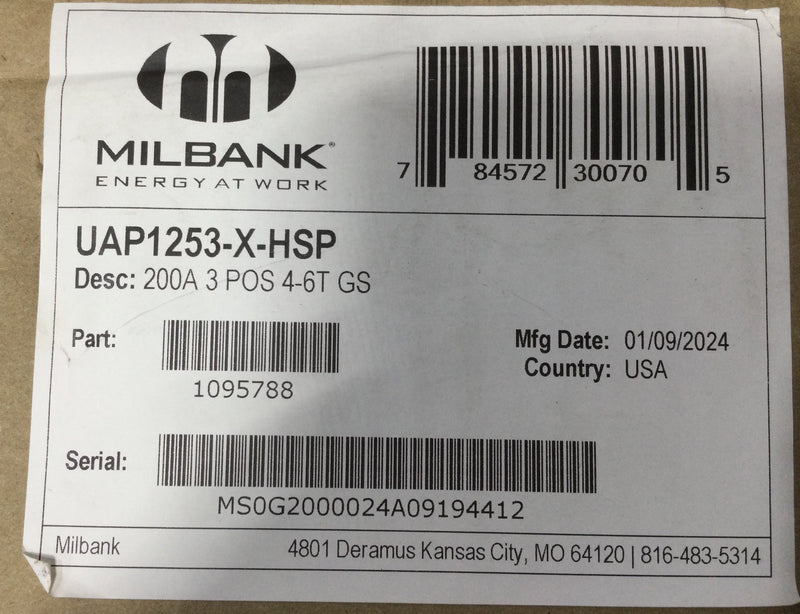 MILBANK®
ENERGY AT WORK
7 84572 30070 5
UAP1253-X-HSP
Desc: 200A 3 POS 4-6T GS
Part:
1095788
Mfg Date: 01/09/2024
Country: USA
Serial:
MS0G2000024A09194412
Milbank 4801 Deramus Kansas City, MO 64120 | 816-483-5314